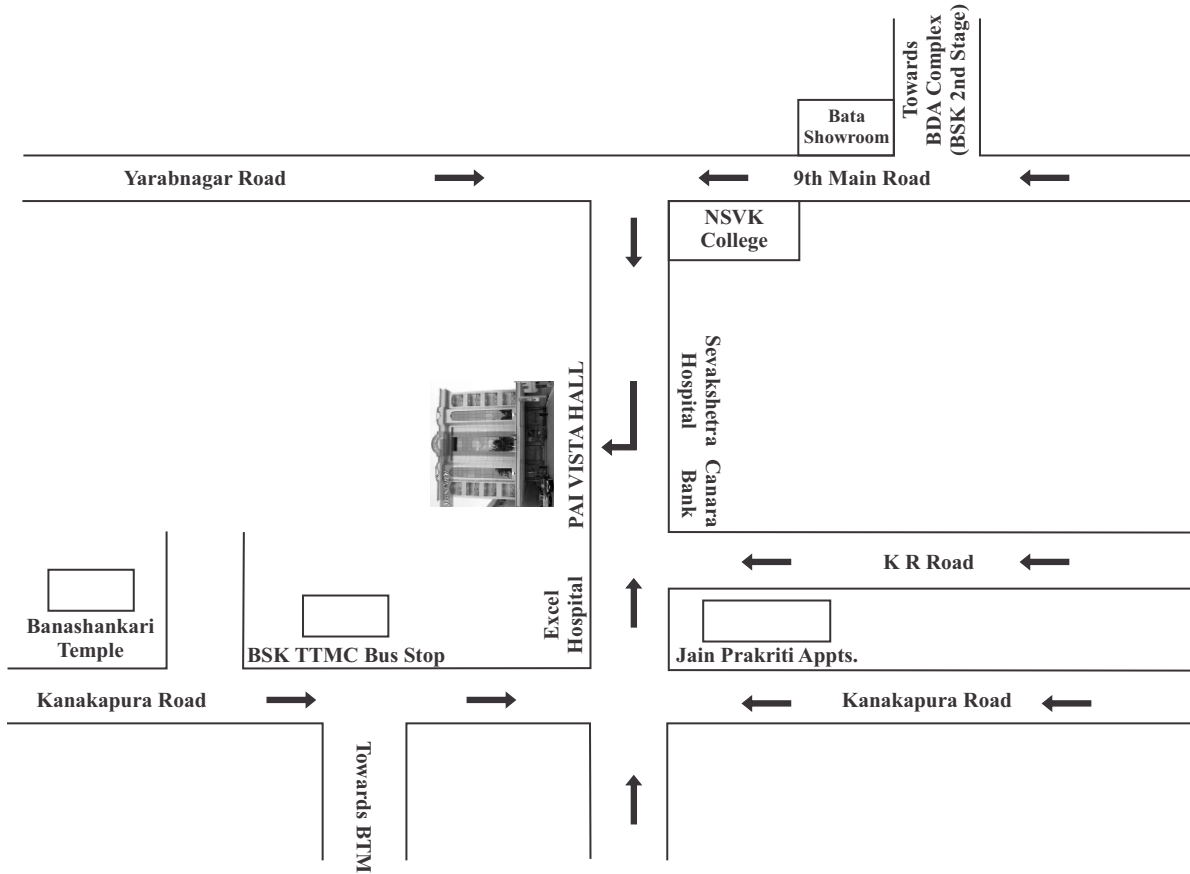 Towards
BDA Complex
(BSK 2nd Stage)
Bata
Showroom
Yarabnagar Road
9th Main Road
NSVK
College
Sevakshetra
Hospital
PAI VISTA HALL
Canara
Bank
K R Road
Excel
Hospital
Banashankari
Temple
BSK TTMC Bus Stop
Jain Prakriti Appts.
Kanakapura Road
Kanakapura Road
Towards BTM